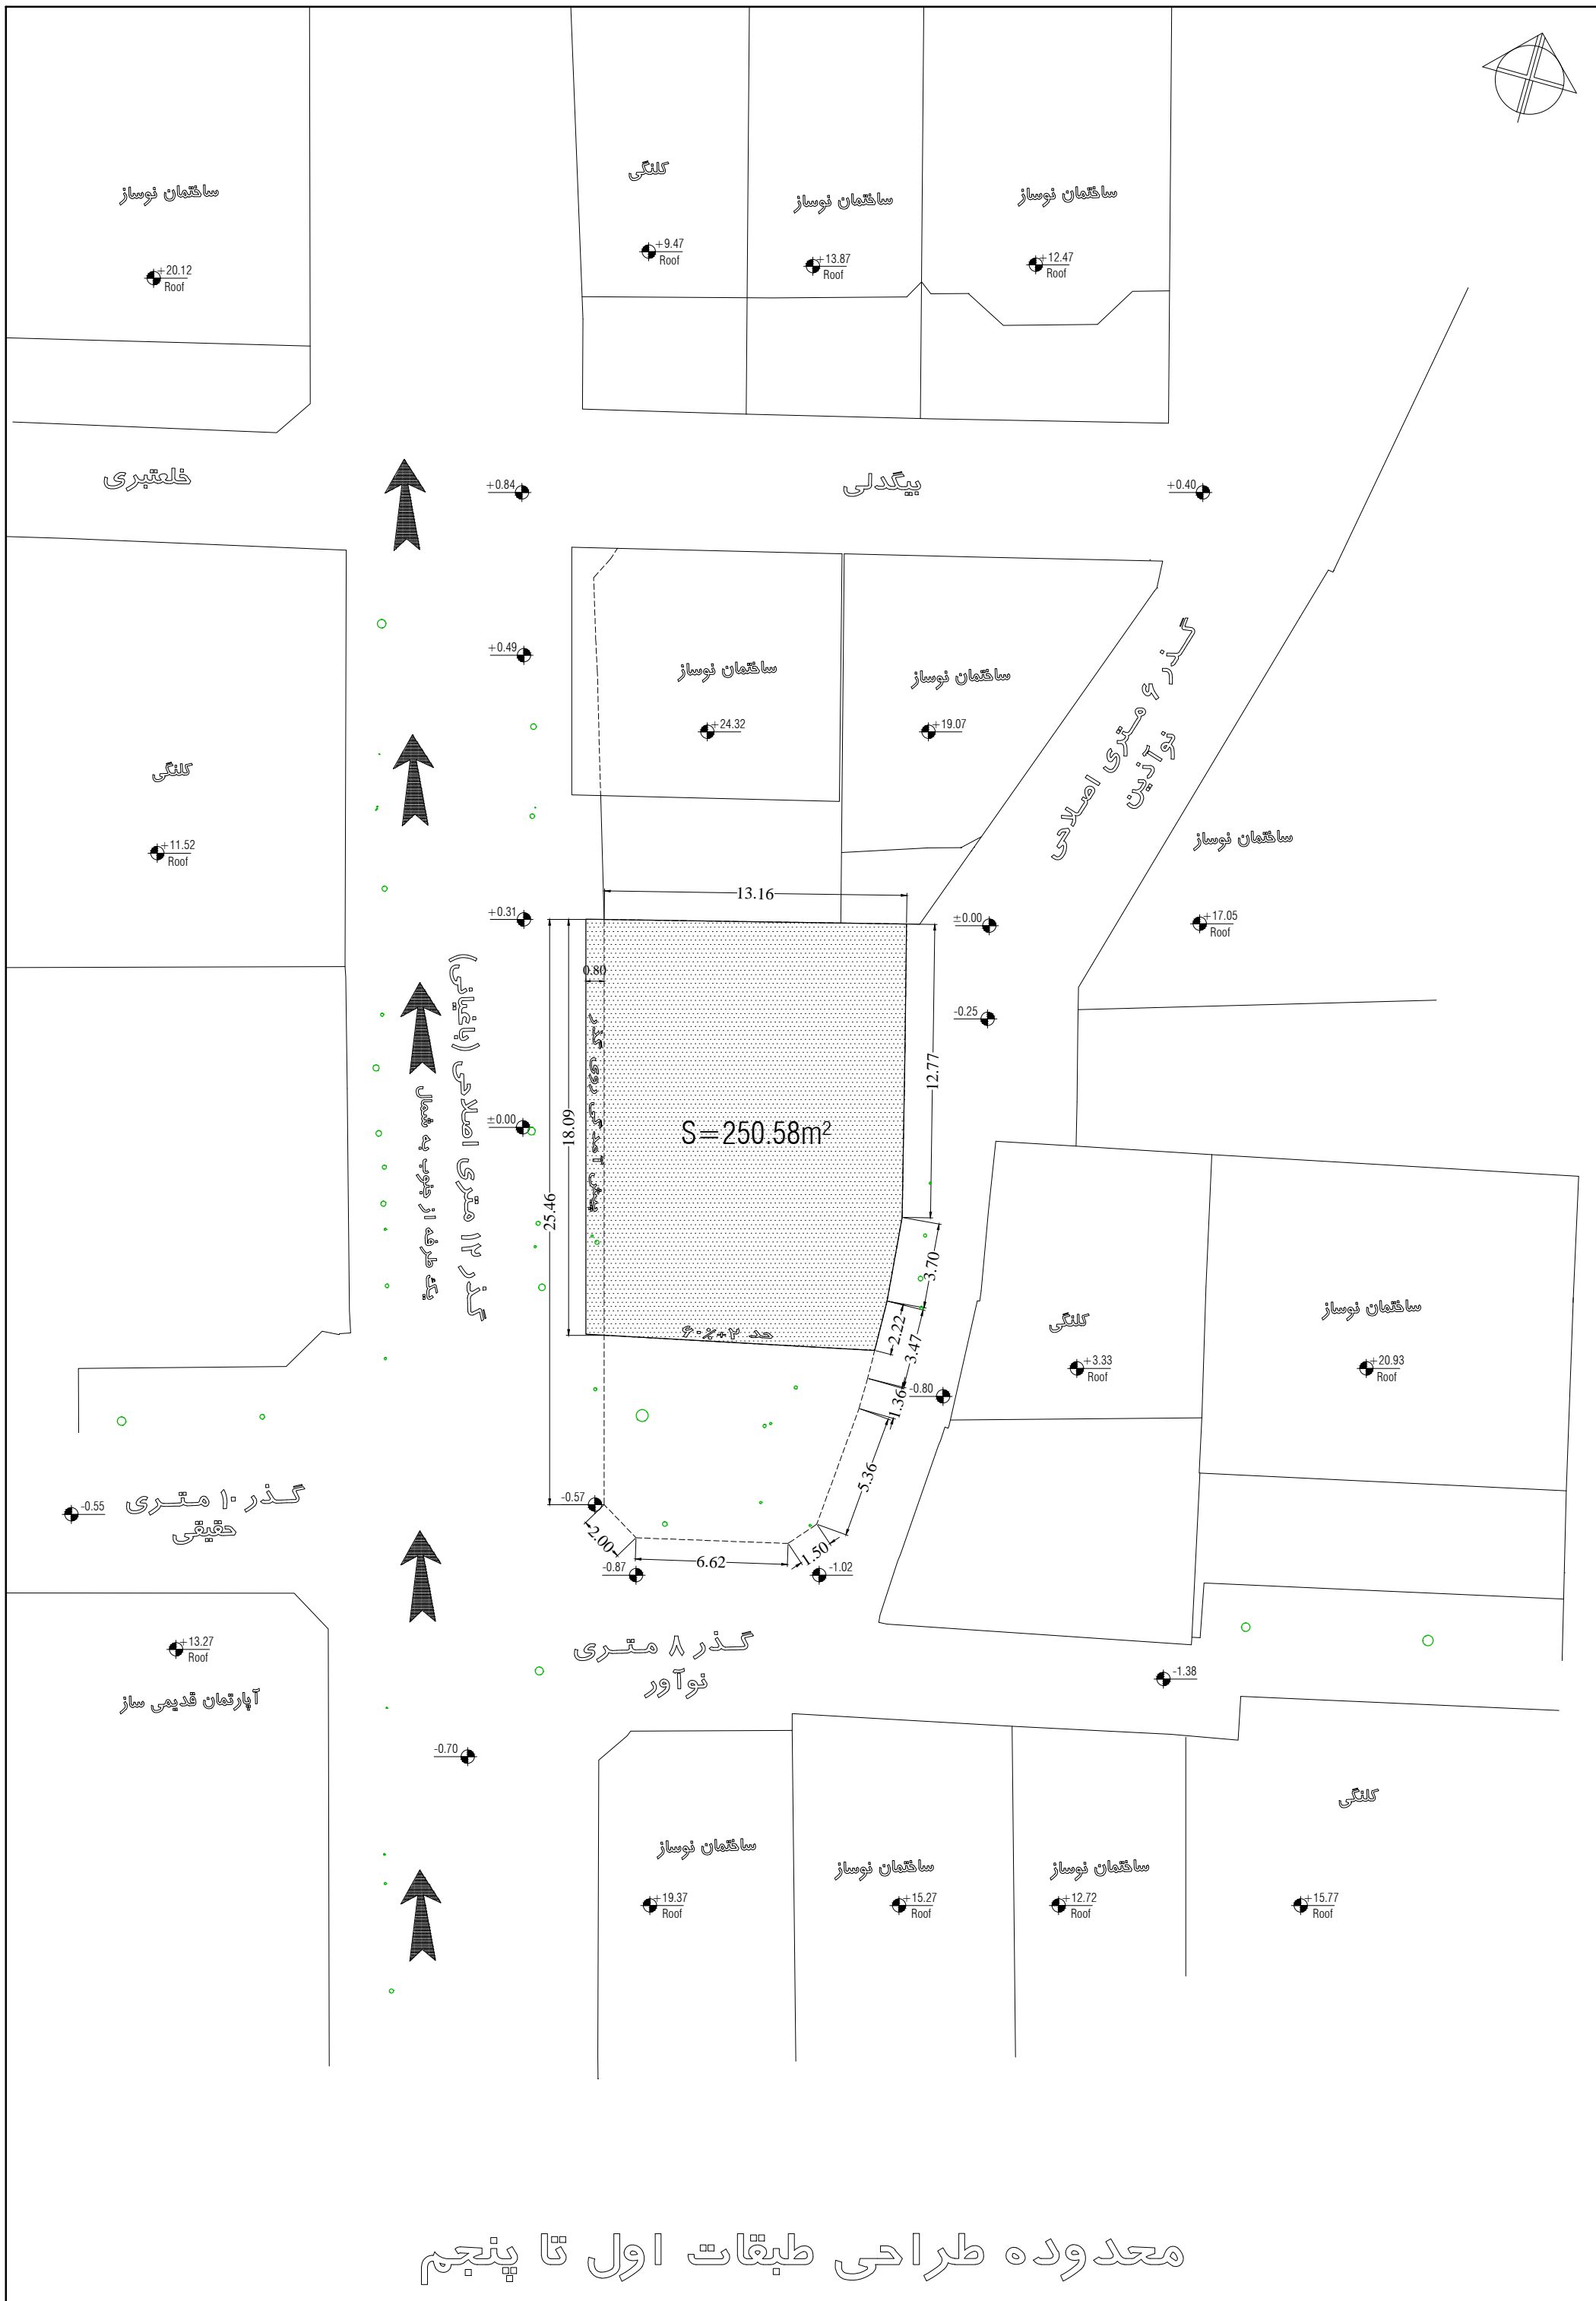 کلنگی
ساختمان نوساز
ساختمان نوساز
ساختمان نوساز
+9.47
Roof
+13.87
Roof
+12.47
Roof
+20.12
Roof
خلعتبری
+0.84
بیگدلی
+0.40
+0.49
ساختمان نوساز
ساختمان نوساز
+24.32
+19.07
گذر ۶ متری اصلاحی
نوآذین
کلنگی
+11.52
Roof
ساختمان نوساز
+17.05
Roof
13.16
+0.31
±0.00
0.80
-0.25
گذر ۱۲ متری اصلاحی (باغبانی)
یک طرفه از جنوب به شمال
پیش آمدگی روی گذر
±0.00
18.09
25.46
S=250.58m²
12.77
3.70
2.22
3.47
1.36
5.36
حد ۲+۶۰٪
-0.80
کلنگی
+3.33
Roof
ساختمان نوساز
+20.93
Roof
گذر ۱۰ متری
حقیقی
-0.55
-0.57
2.00
-0.87
6.62
1.50
-1.02
+13.27
Roof
آپارتمان قدیمی ساز
گذر ۸ متری
نوآور
-1.38
-0.70
ساختمان نوساز
+19.37
Roof
ساختمان نوساز
+15.27
Roof
ساختمان نوساز
+12.72
Roof
کلنگی
+15.77
Roof
محدوده طراحی طبقات اول تا پنجم